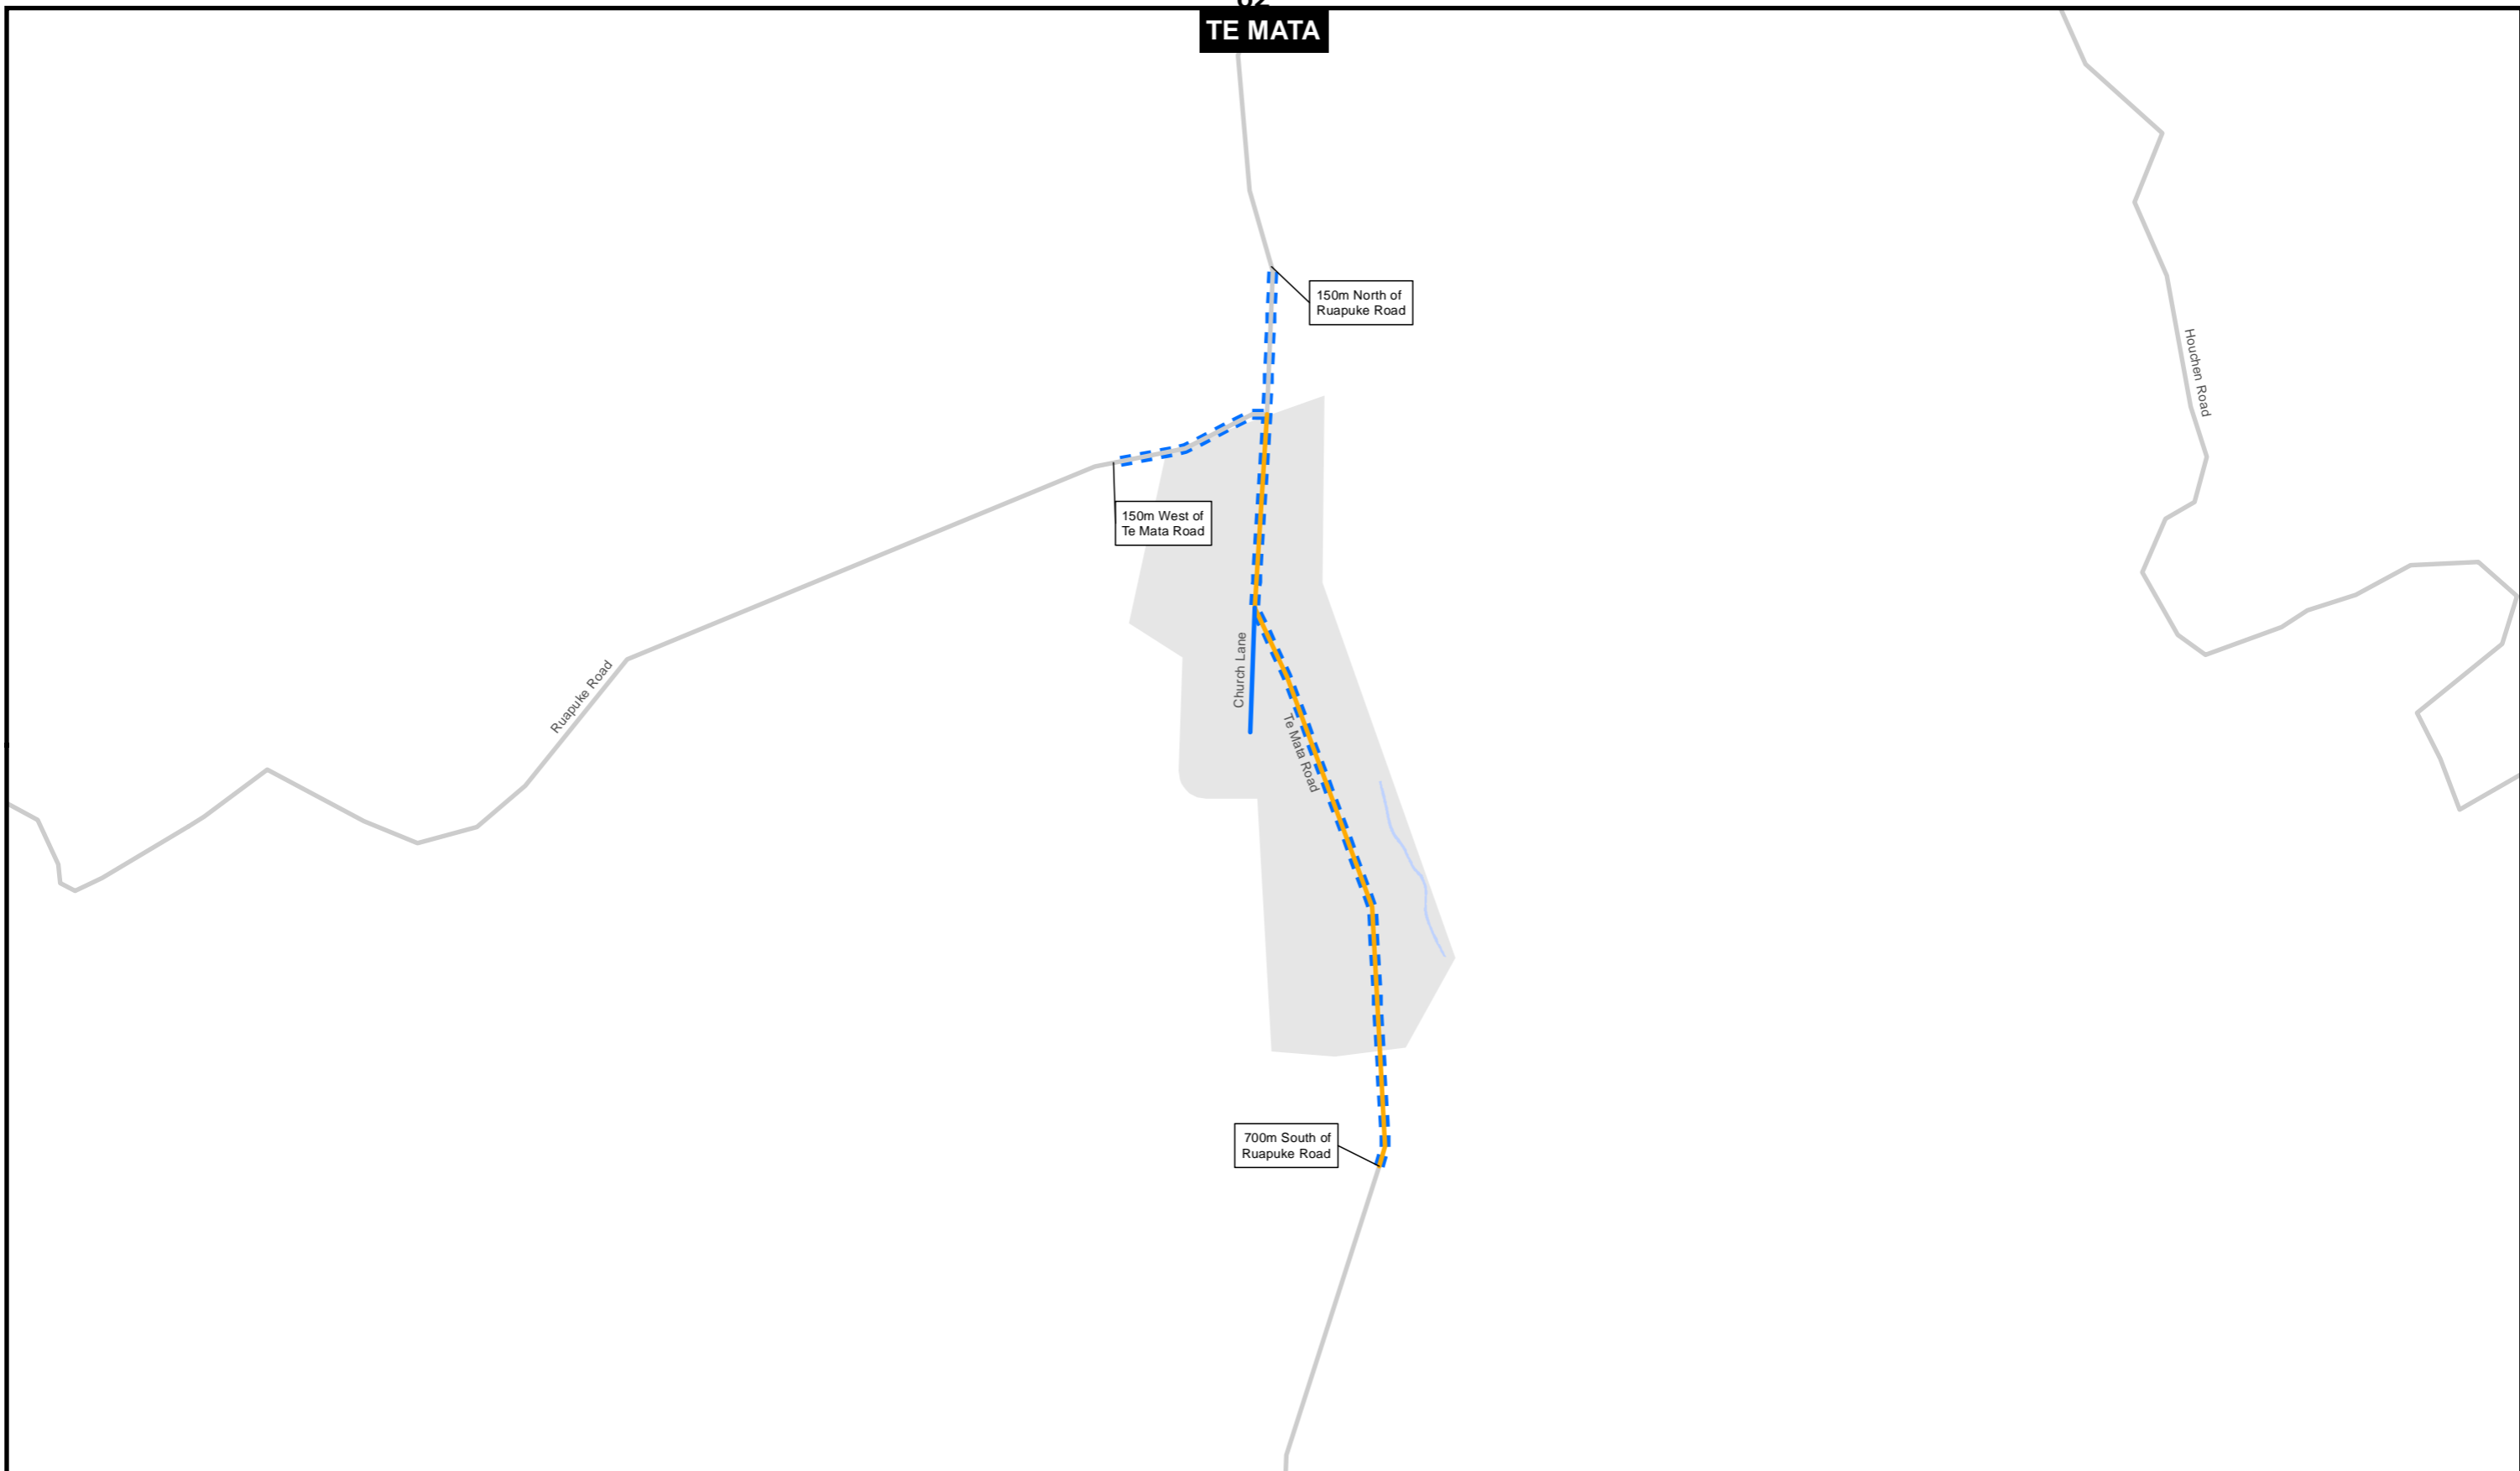 TE MATA
150m North of
Ruapuke Road
Houchen Road
150m West of
Te Mata Road
Church Lane
Ruapuke Road
Te Mata Road
700m South of
Ruapuke Road